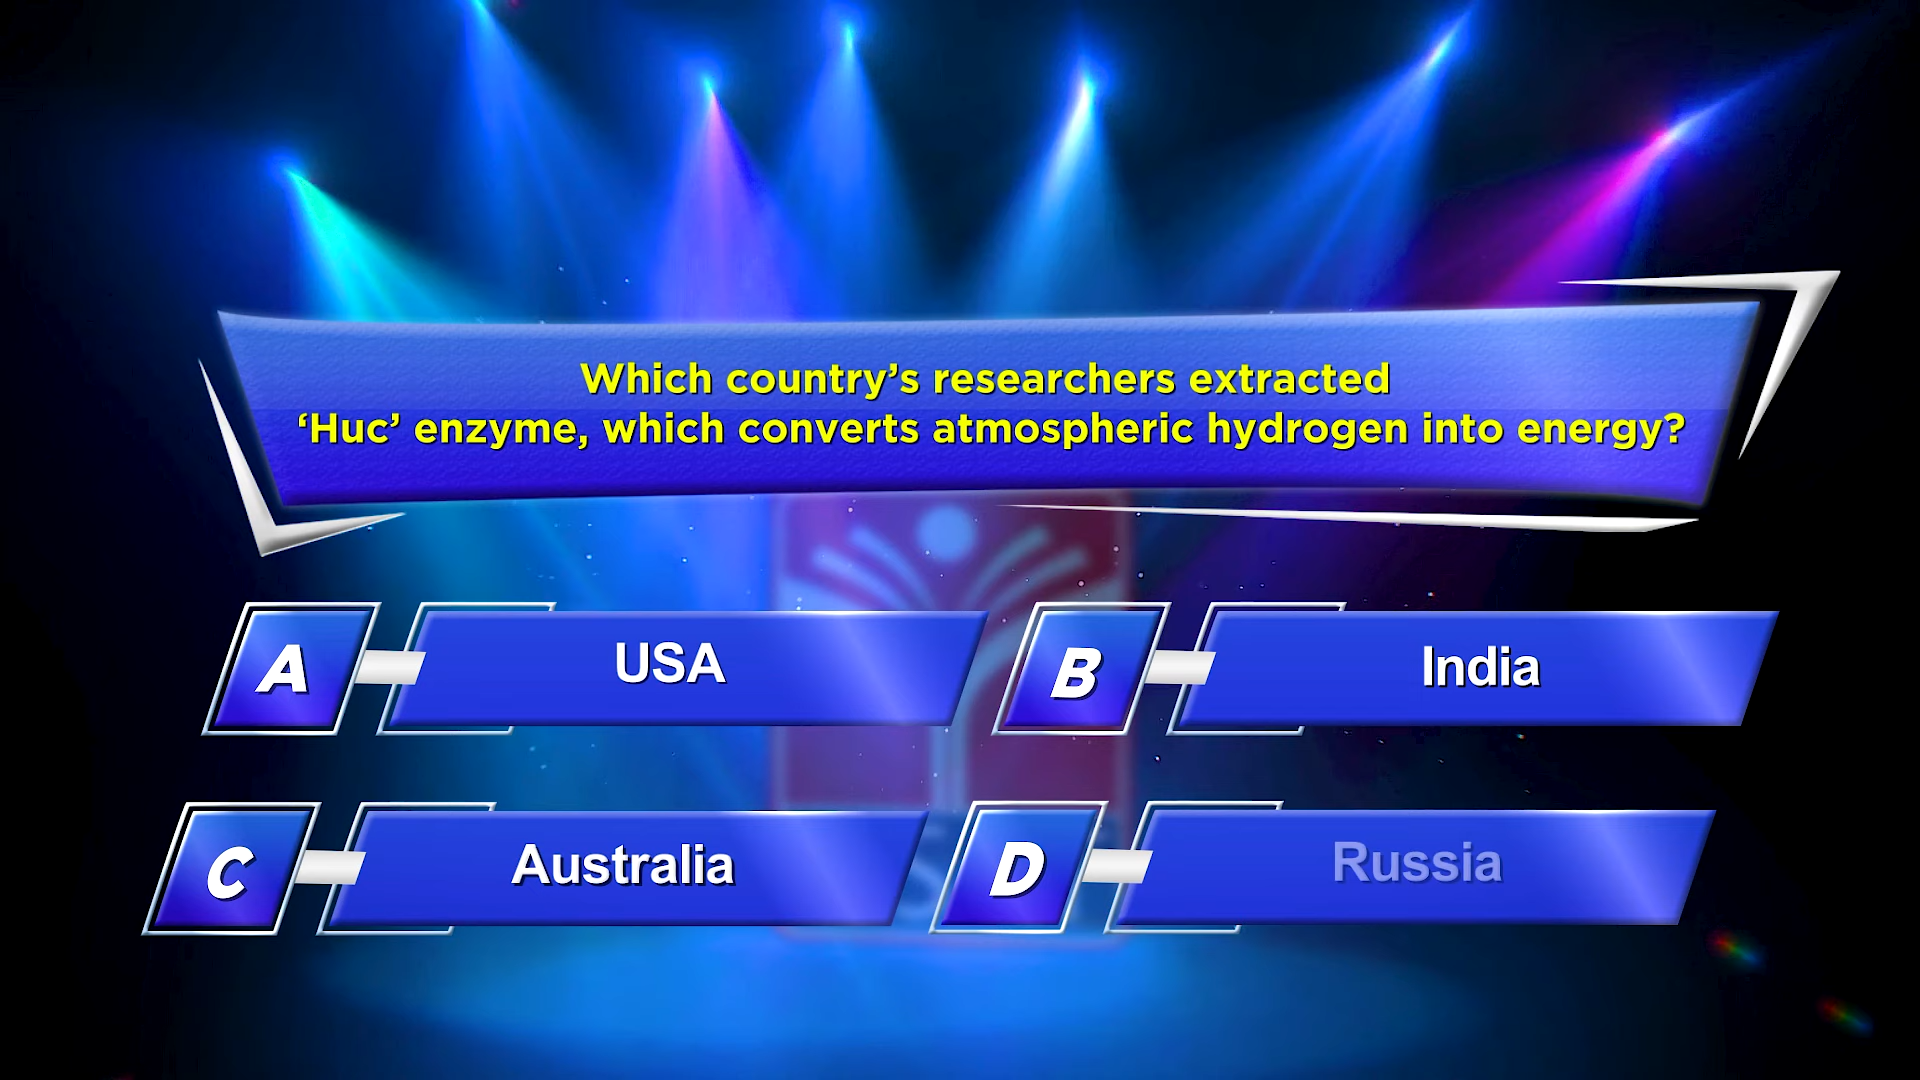 Which country’s researchers extracted
‘Huc’ enzyme, which converts atmospheric hydrogen into energy?
A USA
B India
C Australia
D Russia